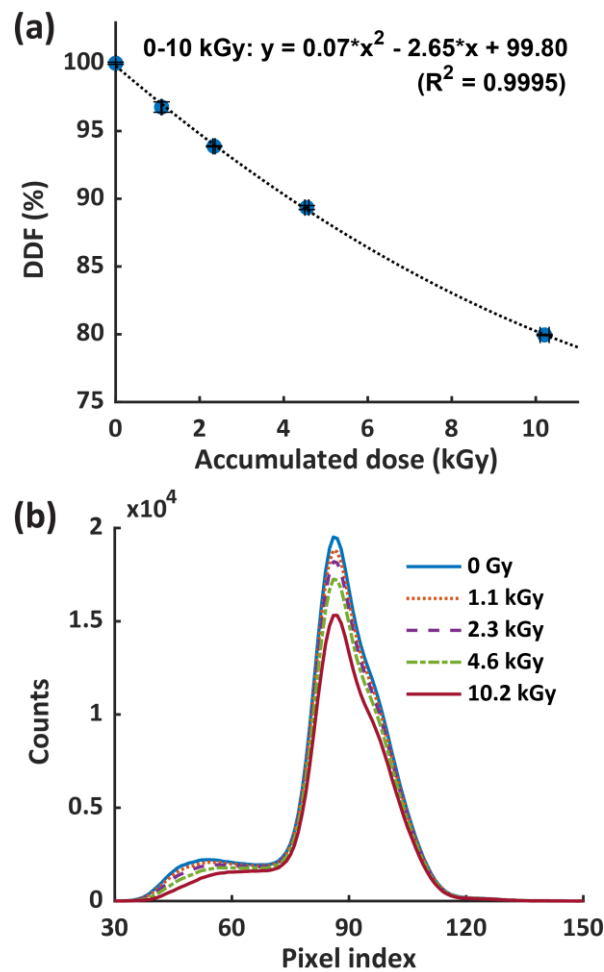 (a)
0-10 kGy: y = 0.07*x² - 2.65*x + 99.80
(R² = 0.9995)
100
95
90
85
80
75
DDF (%)
0 2 4 6 8 10
Accumulated dose (kGy)
(b)
x10⁴
2
1.5
1
0.5
0
Counts
0 Gy
1.1 kGy
2.3 kGy
4.6 kGy
10.2 kGy
30 60 90 120 150
Pixel index